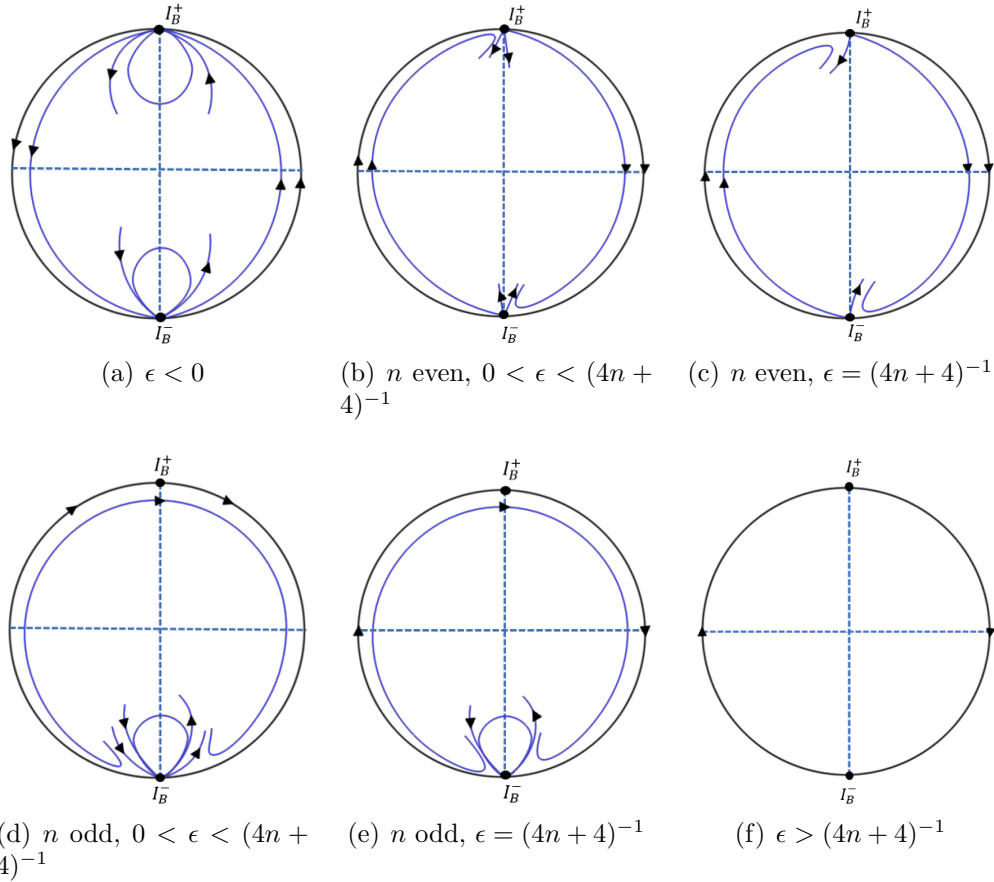 I_B^+ I_B^+ I_B^+
I_B^- I_B^- I_B^-
(a) ϵ < 0
(b) n even, 0 < ϵ < (4n +
4)^{-1}
(c) n even, ϵ = (4n + 4)^{-1}
I_B^+ I_B^+ I_B^+
I_B^- I_B^- I_B^-
(d) n odd, 0 < ϵ < (4n +
4)^{-1}
(e) n odd, ϵ = (4n + 4)^{-1}
(f) ϵ > (4n + 4)^{-1}